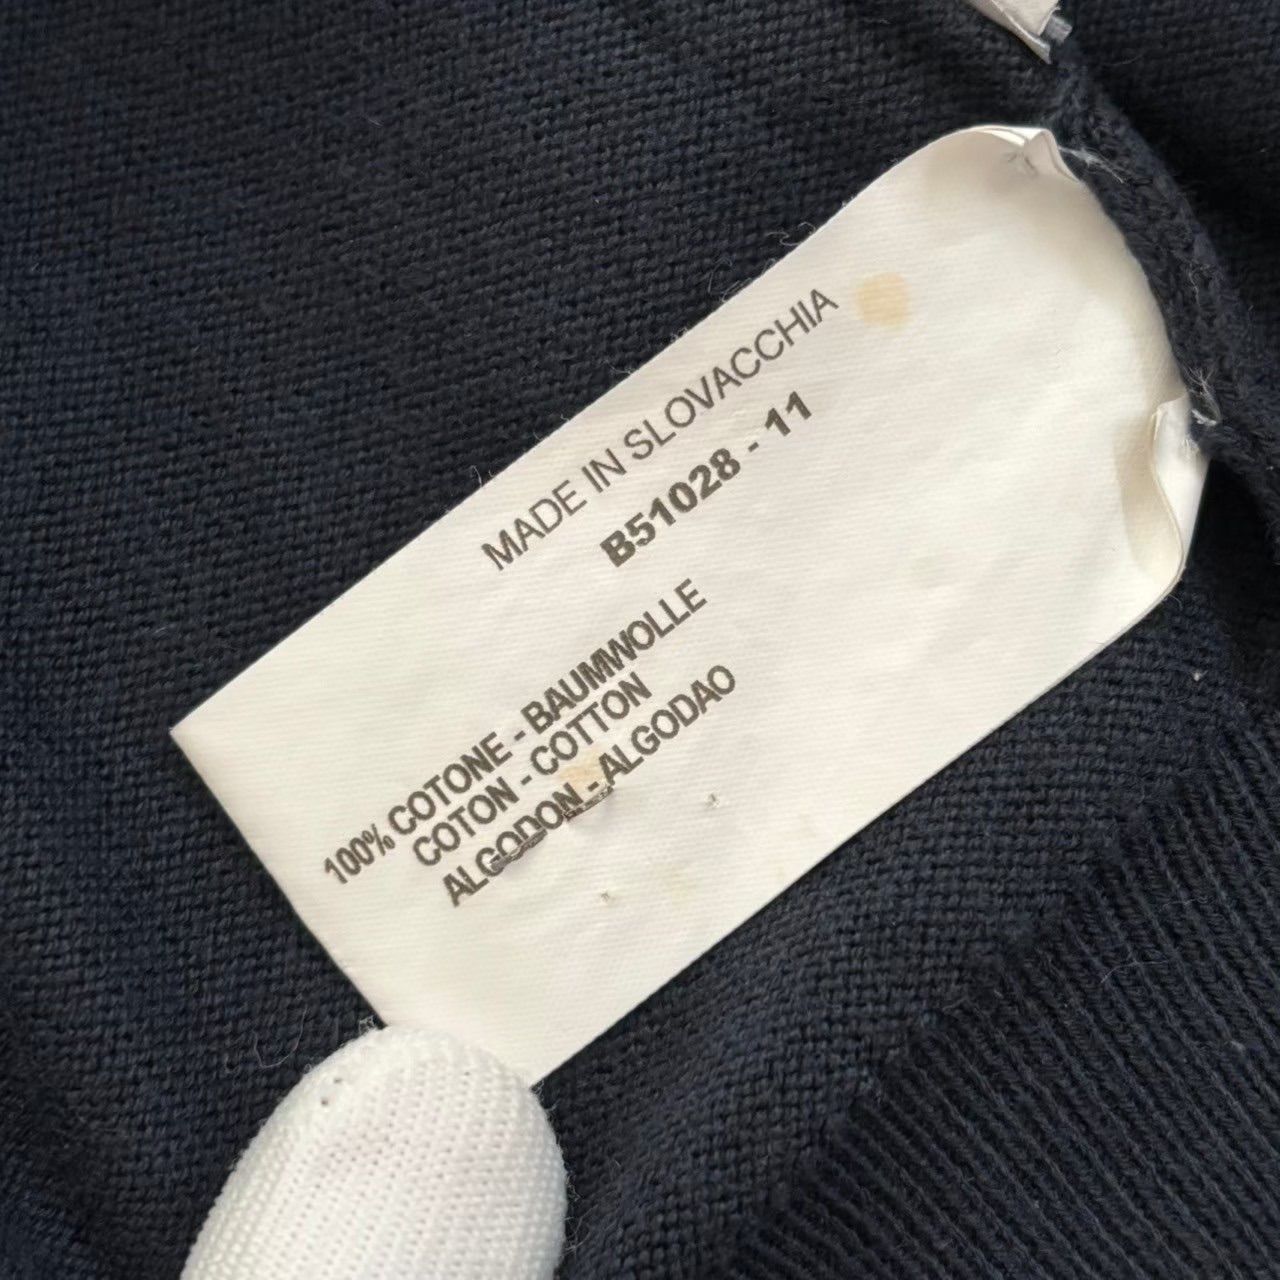 MADE IN SLOVACCHIA
B51028 - 11
100% COTONE - BAUMWOLLE
COTON - COTTON
ALGODON - ALGODAO